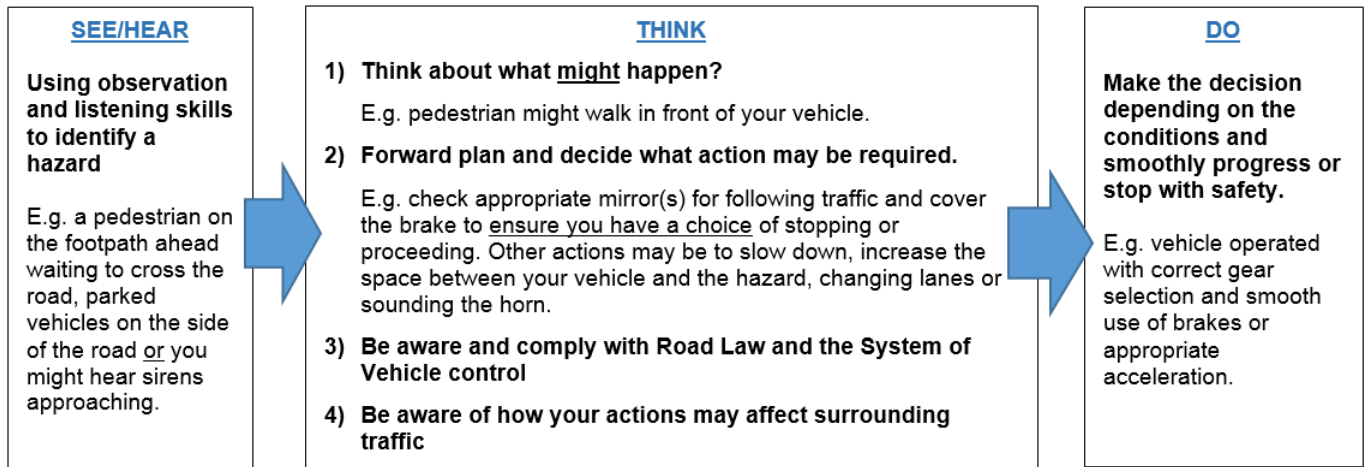 SEE/HEAR
Using observation
and listening skills
to identify a
hazard
E.g. a pedestrian on
the footpath ahead
waiting to cross the
road, parked
vehicles on the side
of the road or you
might hear sirens
approaching.
THINK
1) Think about what might happen?
E.g. pedestrian might walk in front of your vehicle.
2) Forward plan and decide what action may be required.
E.g. check appropriate mirror(s) for following traffic and cover
the brake to ensure you have a choice of stopping or
proceeding. Other actions may be to slow down, increase the
space between your vehicle and the hazard, changing lanes or
sounding the horn.
3) Be aware and comply with Road Law and the System of
Vehicle control
4) Be aware of how your actions may affect surrounding
traffic
DO
Make the decision
depending on the
conditions and
smoothly progress or
stop with safety.
E.g. vehicle operated
with correct gear
selection and smooth
use of brakes or
appropriate
acceleration.